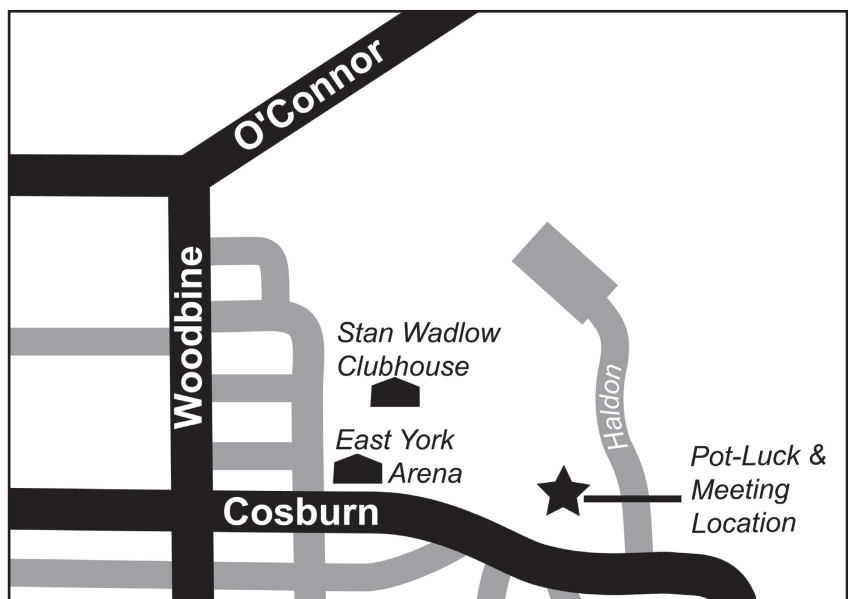 O'Connor
Woodbine
Stan Wadlow
Clubhouse
East York
Arena
Haldon
Pot-Luck &
Meeting
Location
Cosburn